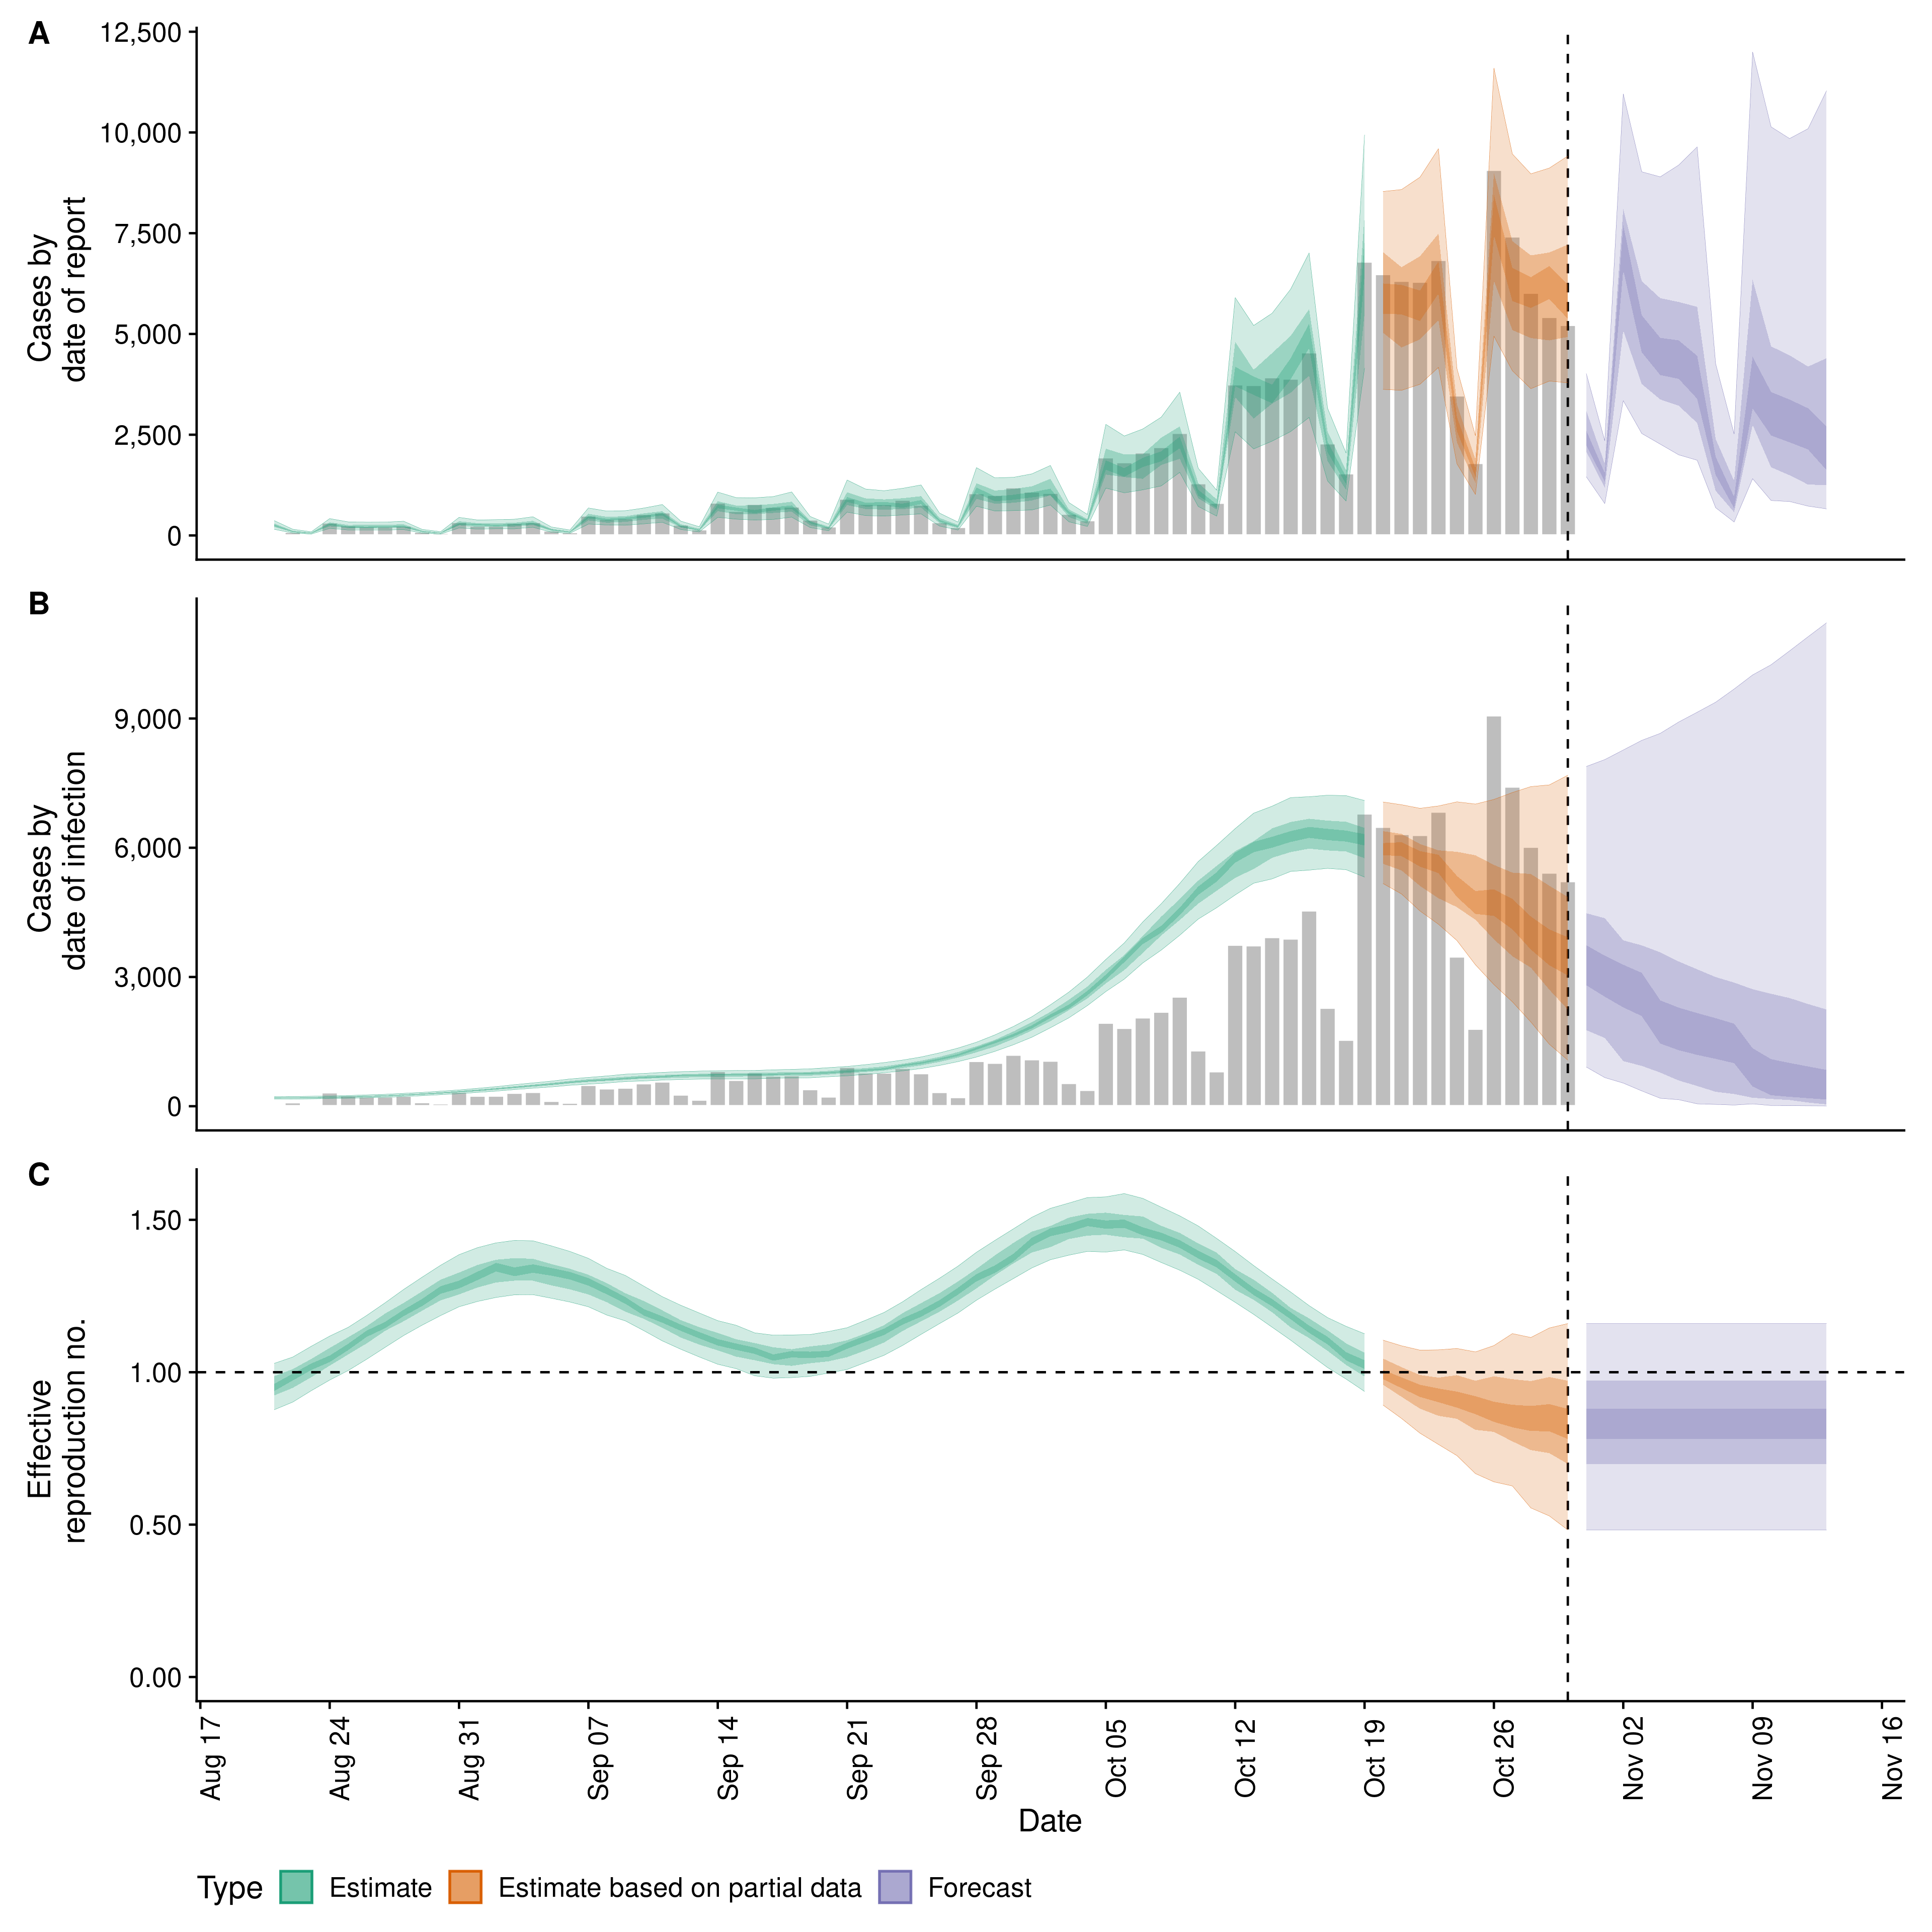 A
12,500
10,000
7,500
5,000
2,500
0
Cases by
date of report
B
9,000
6,000
3,000
0
Cases by
date of infection
C
1.50
1.00
0.50
0.00
Effective
reproduction no.
Aug 17
Aug 24
Aug 31
Sep 07
Sep 14
Sep 21
Sep 28
Oct 05
Oct 12
Oct 19
Oct 26
Nov 02
Nov 09
Nov 16
Date
Type Estimate Estimate based on partial data Forecast